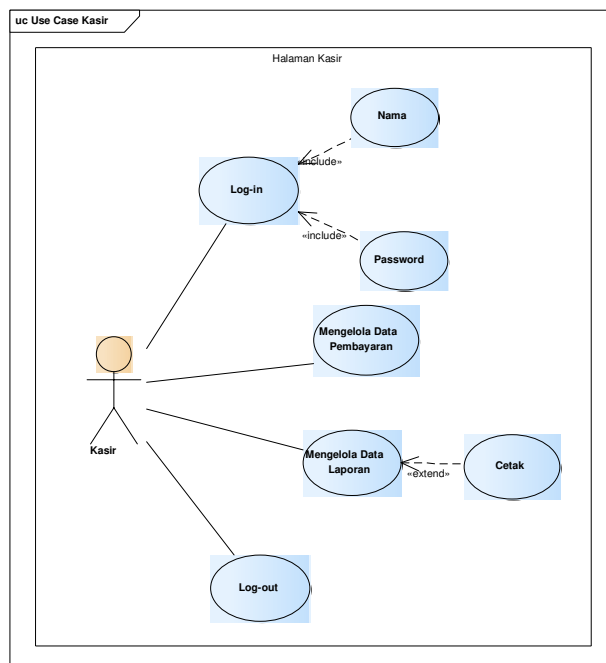 uc Use Case Kasir
Halaman Kasir
Nama
«include»
Log-in
«include»
Password
Mengelola Data
Pembayaran
Kasir
Mengelola Data
Laporan
«extend»
Cetak
Log-out